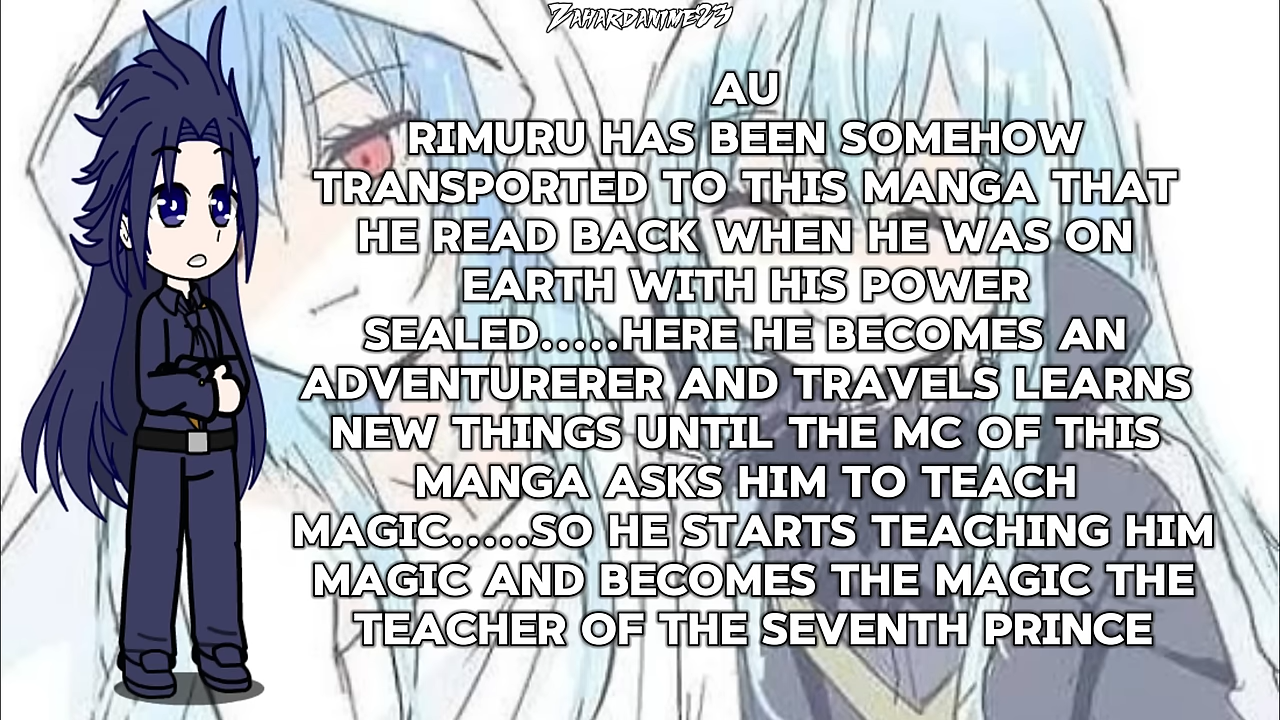 ZAHARDANIME23
AU
RIMURU HAS BEEN SOMEHOW
TRANSPORTED TO THIS MANGA THAT
HE READ BACK WHEN HE WAS ON
EARTH WITH HIS POWER
SEALED.....HERE HE BECOMES AN
ADVENTURERER AND TRAVELS LEARNS
NEW THINGS UNTIL THE MC OF THIS
MANGA ASKS HIM TO TEACH
MAGIC.....SO HE STARTS TEACHING HIM
MAGIC AND BECOMES THE MAGIC THE
TEACHER OF THE SEVENTH PRINCE